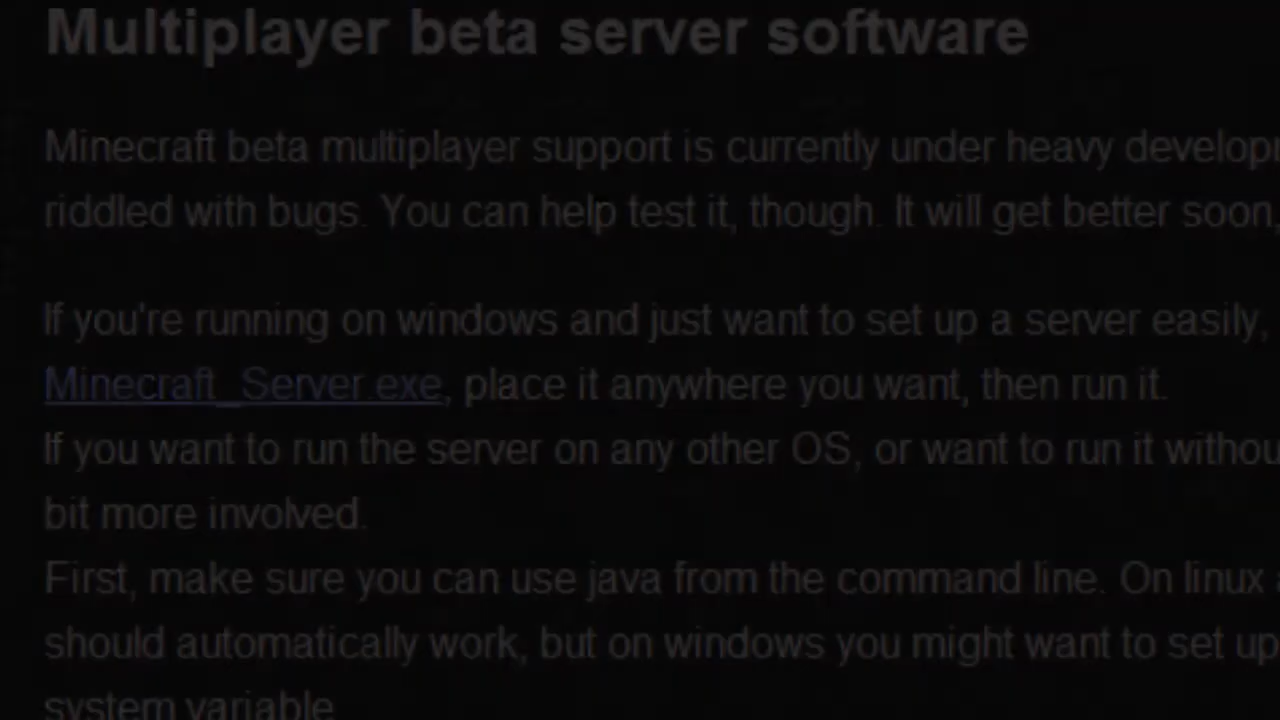 Multiplayer beta server software
Minecraft beta multiplayer support is currently under heavy
riddled with bugs. You can help test it, though. It will get better soon,
If you're running on windows and just want to set up a server easily,
Minecraft_Server.exe, place it anywhere you want, then run it.
If you want to run the server on any other OS, or want to run it
bit more involved.
First, make sure you can use java from the command line. On linux
should automatically work, but on windows you might want to set up
system variable